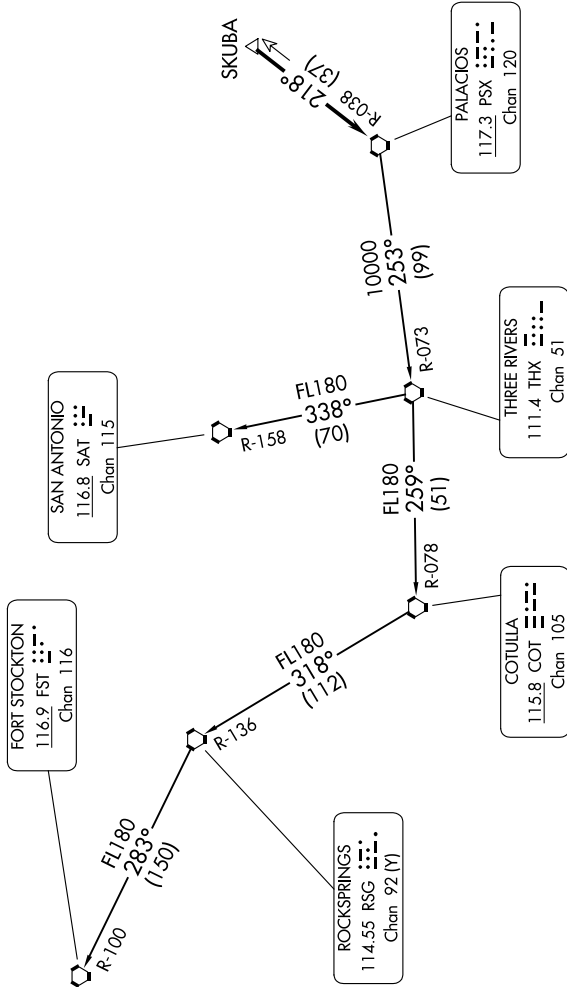 FORT STOCKTON
116.9 FST
Chan 116
SAN ANTONIO
116.8 SAT
Chan 115
SKUBA
218°
(37)
R-038
PALACIOS
117.3 PSX
Chan 120
10000
253°
(99)
R-073
THREE RIVERS
111.4 THX
Chan 51
FL180
338°
(70)
R-158
FL180
259°
(51)
R-078
COTULLA
115.8 COT
Chan 105
FL180
318°
(112)
R-136
ROCKSPRINGS
114.55 RSG
Chan 92 (Y)
FL180
283°
(150)
R-100